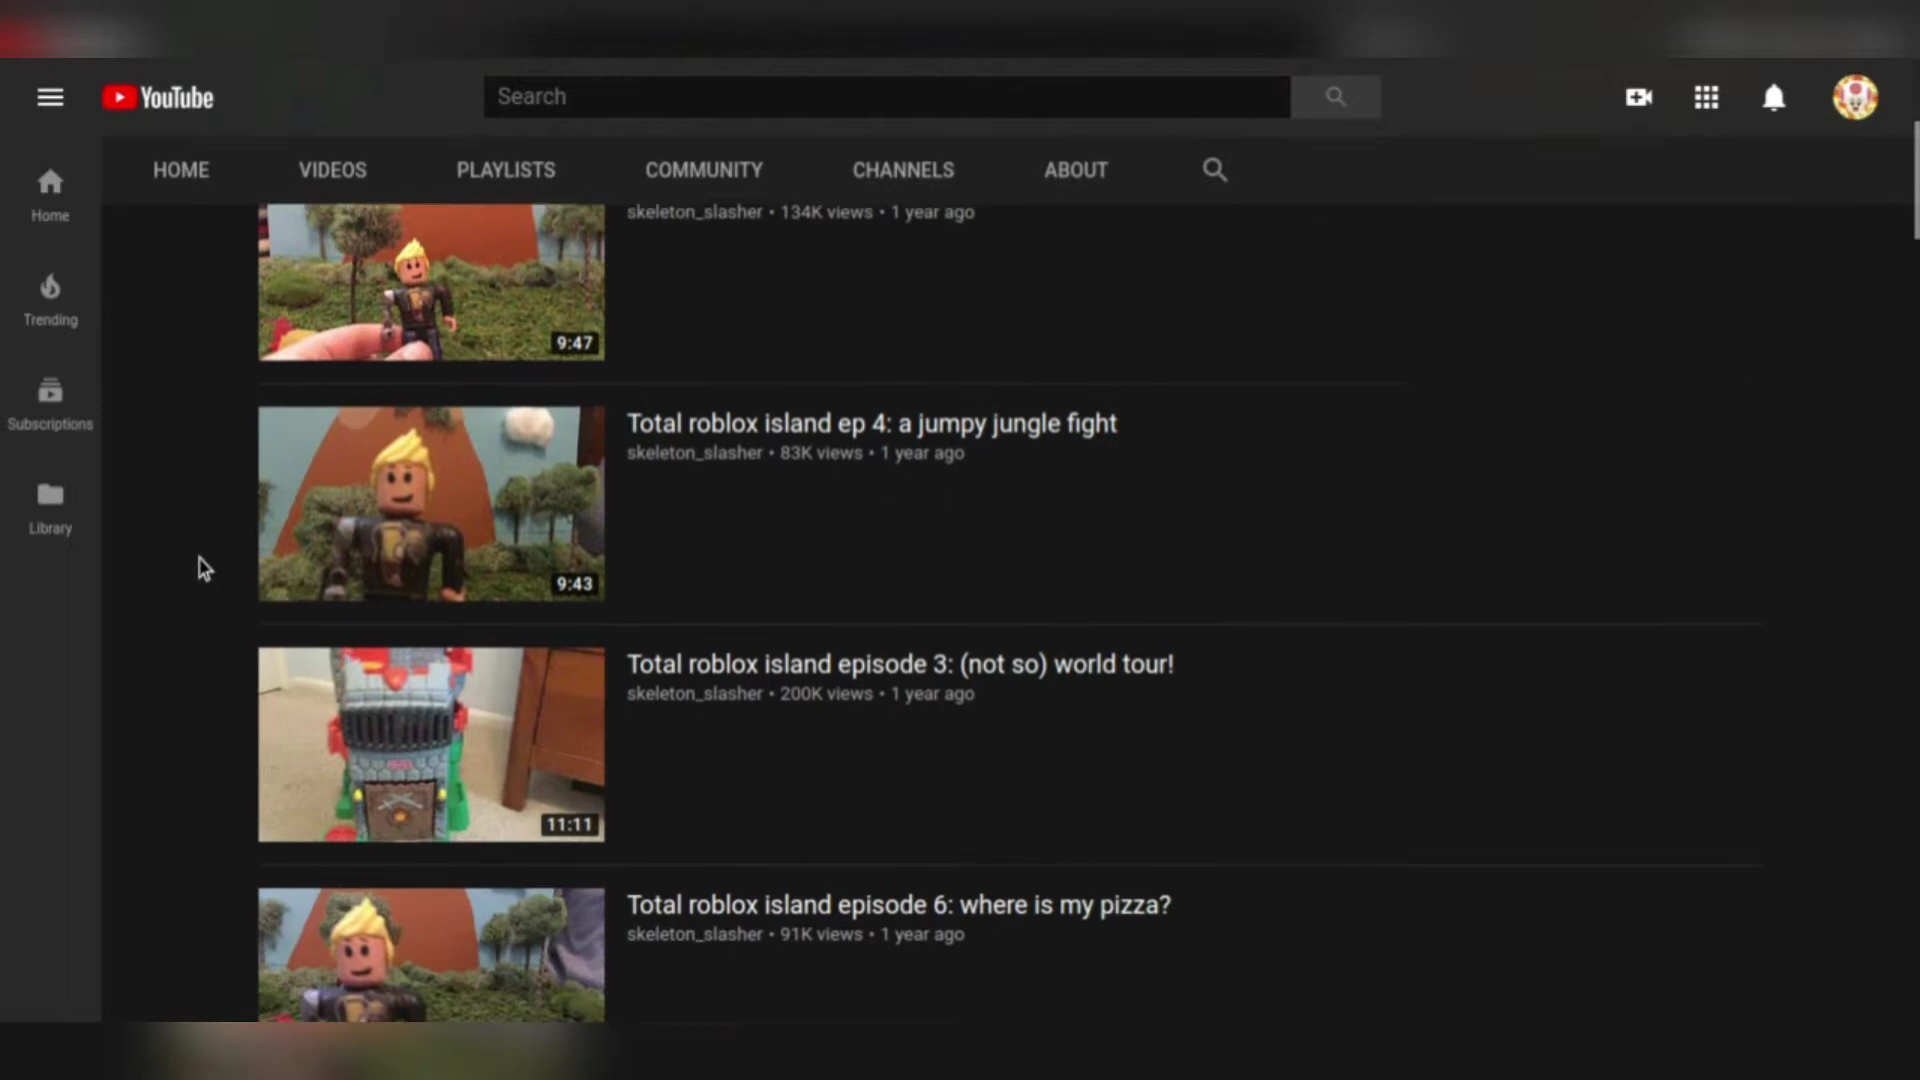 YouTube
Search
HOME VIDEOS PLAYLISTS COMMUNITY CHANNELS ABOUT
Home
Trending
Subscriptions
Library
skeleton_slasher • 134K views • 1 year ago
9:47
Total roblox island ep 4: a jumpy jungle fight
skeleton_slasher • 83K views • 1 year ago
9:43
Total roblox island episode 3: (not so) world tour!
skeleton_slasher • 200K views • 1 year ago
11:11
Total roblox island episode 6: where is my pizza?
skeleton_slasher • 91K views • 1 year ago